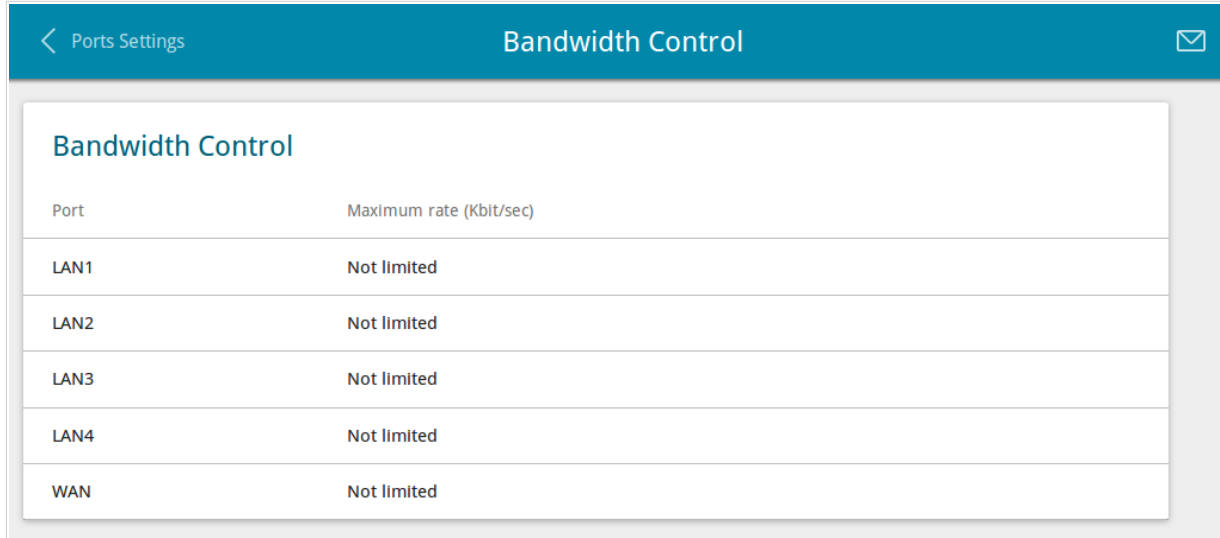 Ports Settings
Bandwidth Control
Bandwidth Control
Port Maximum rate (Kbit/sec)
LAN1 Not limited
LAN2 Not limited
LAN3 Not limited
LAN4 Not limited
WAN Not limited